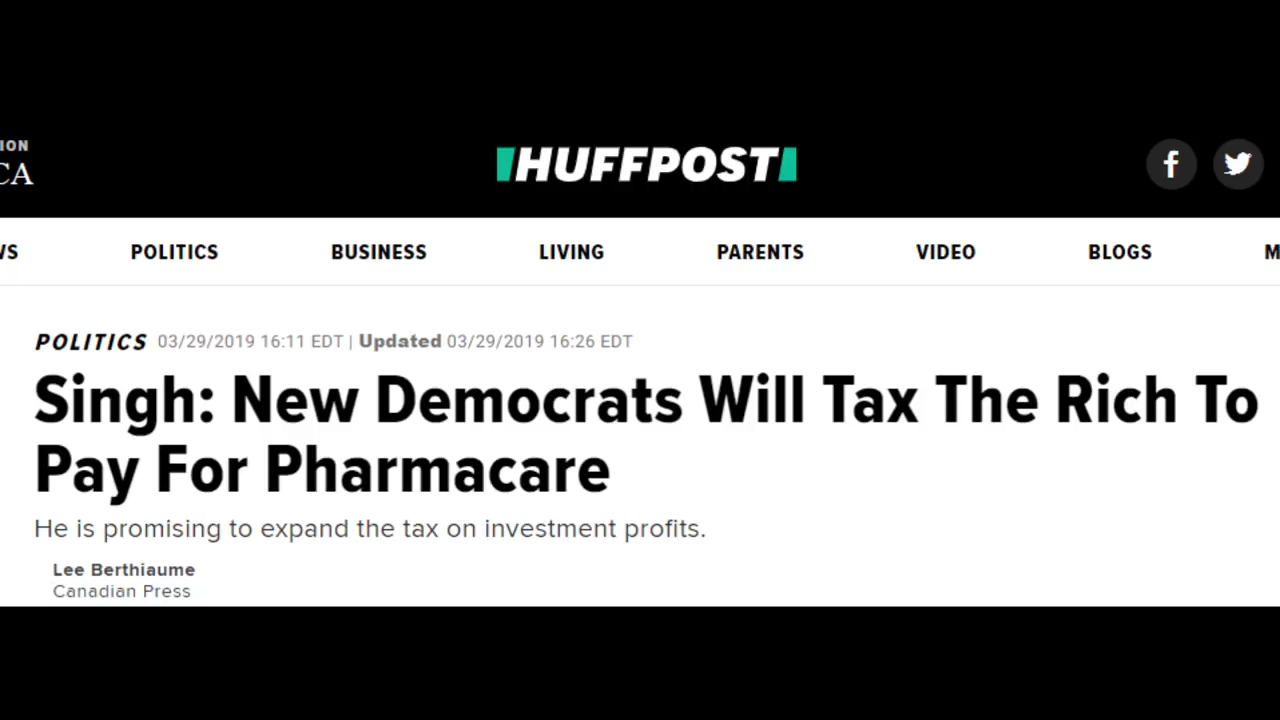 ION
CA
HUFFPOST
WS
POLITICS
BUSINESS
LIVING
PARENTS
VIDEO
BLOGS
M
POLITICS 03/29/2019 16:11 EDT | Updated 03/29/2019 16:26 EDT
Singh: New Democrats Will Tax The Rich To
Pay For Pharmacare
He is promising to expand the tax on investment profits.
Lee Berthiaume
Canadian Press